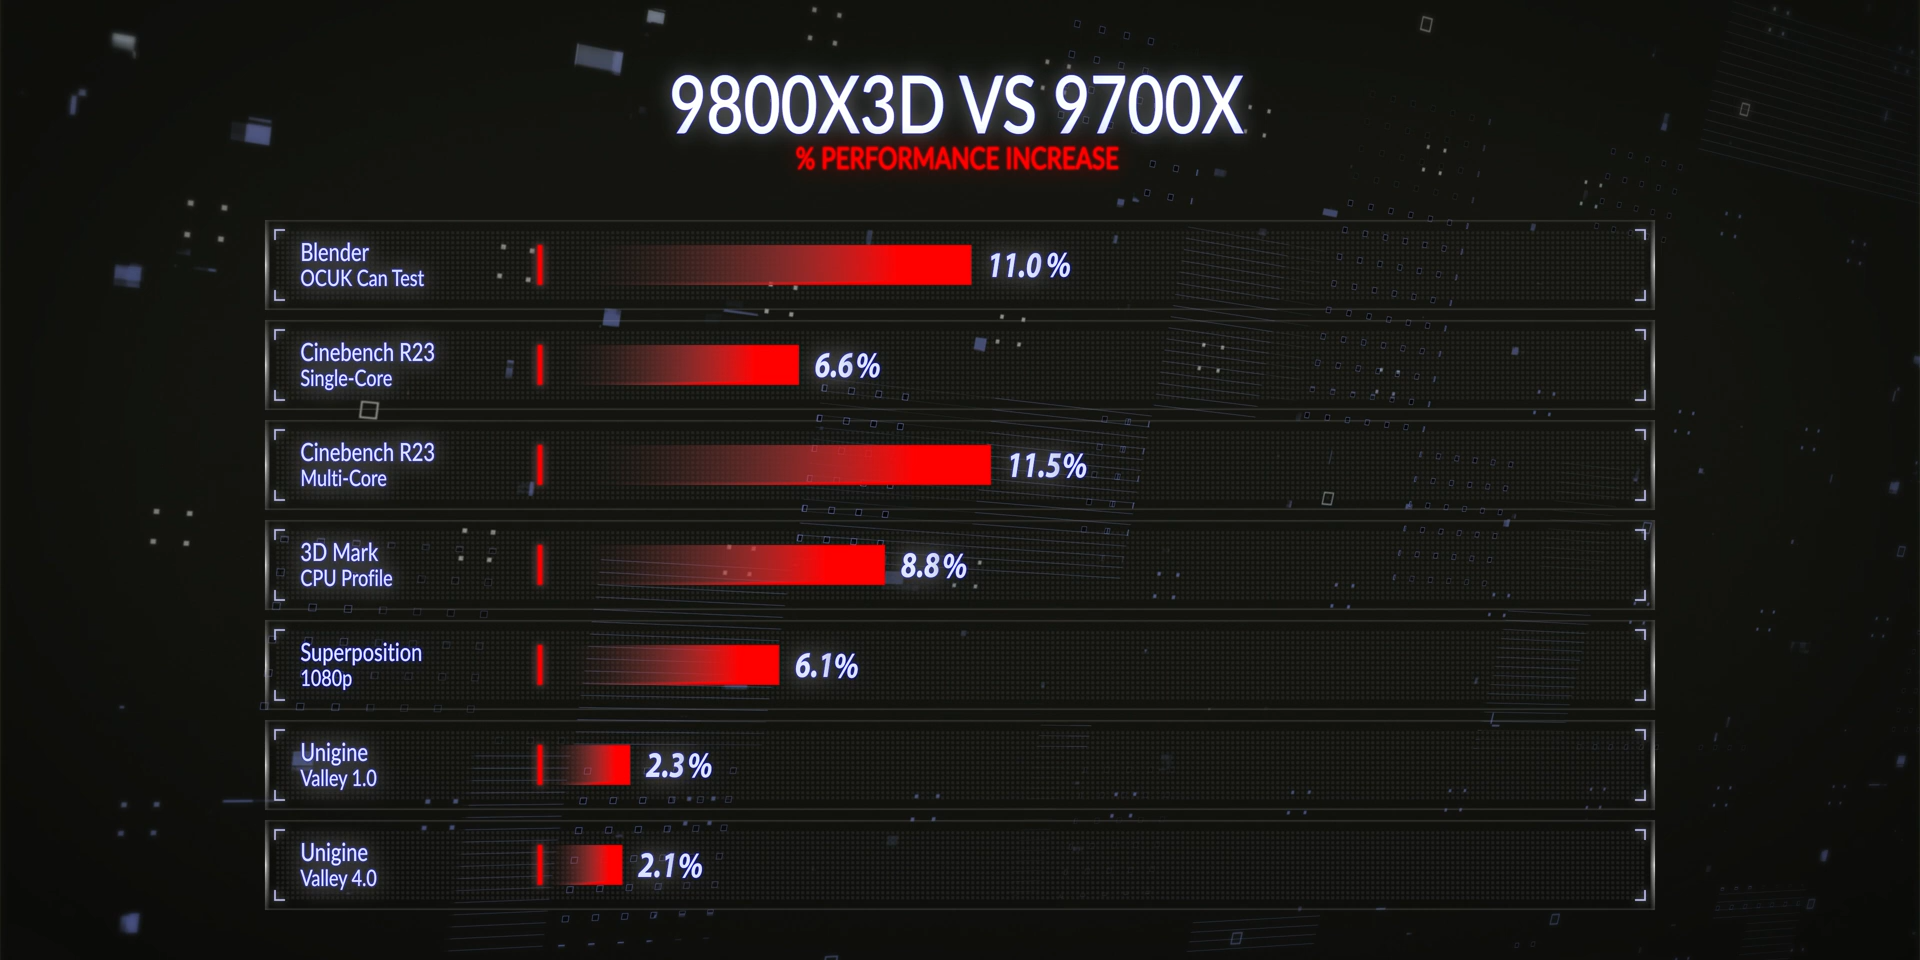 9800X3D VS 9700X
% PERFORMANCE INCREASE
Blender
OCUK Can Test
11.0%
Cinebench R23
Single-Core
6.6%
Cinebench R23
Multi-Core
11.5%
3D Mark
CPU Profile
8.8%
Superposition
1080p
6.1%
Unigine
Valley 1.0
2.3%
Unigine
Valley 4.0
2.1%